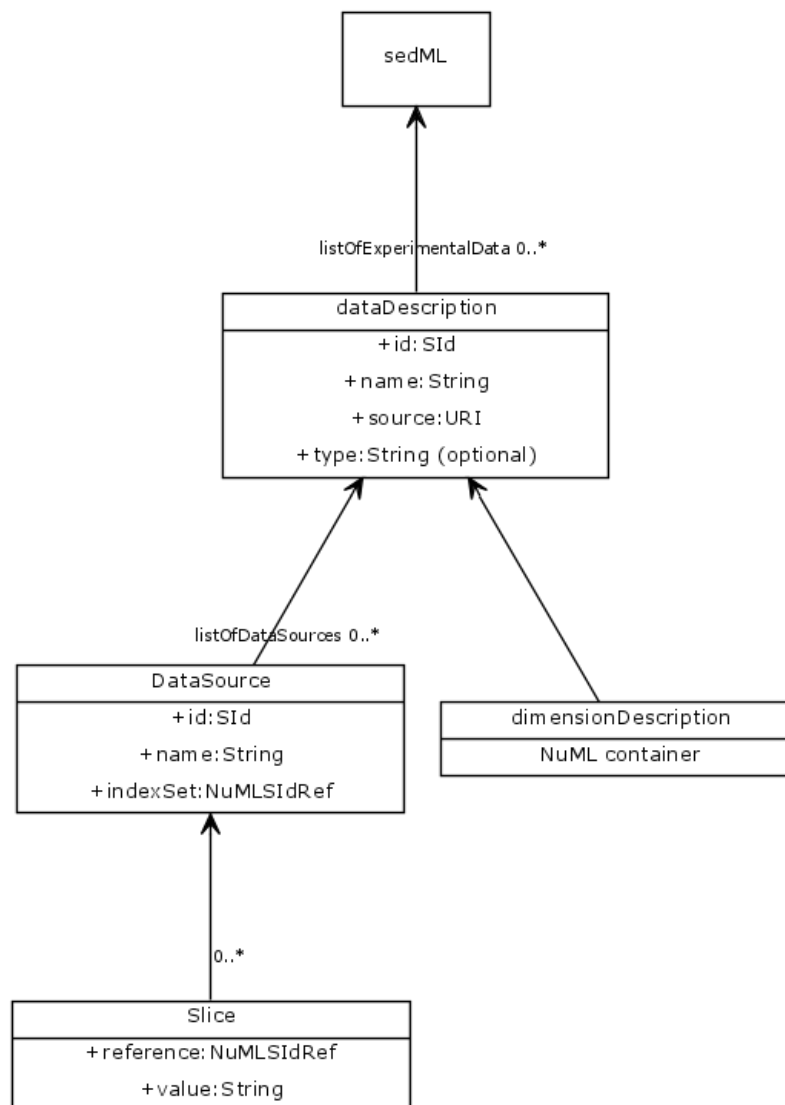 sedML
listOfExperimentalData 0..*
dataDescription
+id:SId
+name:String
+source:URI
+type:String (optional)
listOfDataSources 0..*
DataSource
+id:SId
+name:String
+indexSet:NuMLSIdRef
dimensionDescription
NuML container
0..*
Slice
+reference:NuMLSIdRef
+value:String